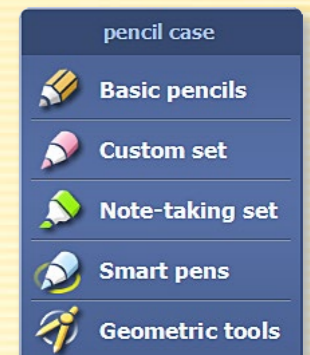 pencil case
Basic pencils
Custom set
Note-taking set
Smart pens
Geometric tools